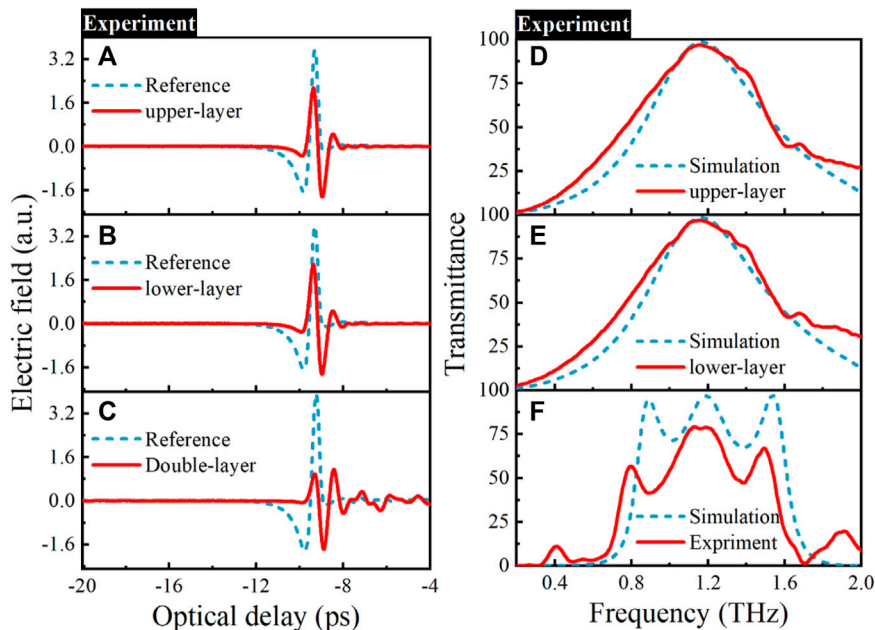 Experiment
A
Reference
upper-layer
3.2
1.6
0.0
-1.6
B
Reference
lower-layer
3.2
1.6
0.0
-1.6
C
Reference
Double-layer
3.2
1.6
0.0
-1.6
-20 -16 -12 -8 -4
Optical delay (ps)
Electric field (a.u.)
Experiment
D
Simulation
upper-layer
100
75
50
25
E
Simulation
lower-layer
100
75
50
25
F
Simulation
Expriment
100
75
50
25
0
0.4 0.8 1.2 1.6 2.0
Frequency (THz)
Transmittance